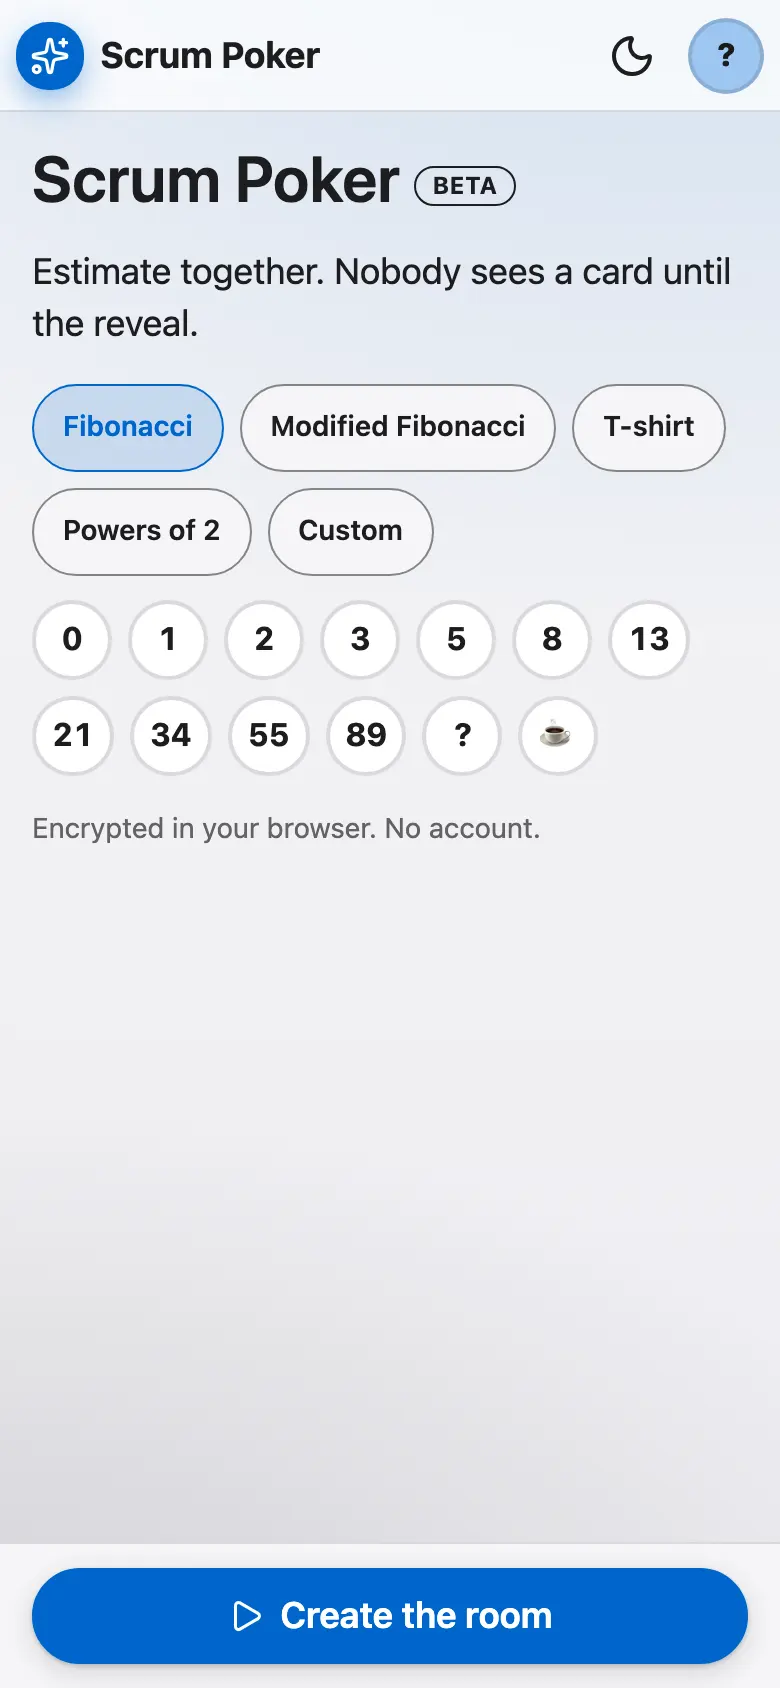 Scrum Poker
?
Scrum Poker BETA
Estimate together. Nobody sees a card until
the reveal.
Fibonacci Modified Fibonacci T-shirt
Powers of 2 Custom
0 1 2 3 5 8 13
21 34 55 89 ? ☕
Encrypted in your browser. No account.
Create the room